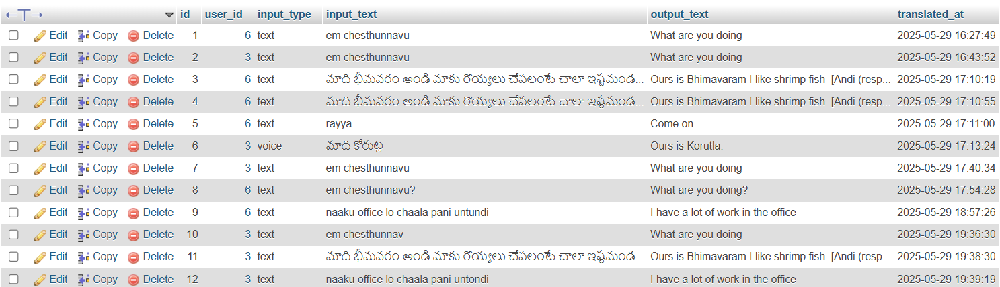 id user_id input_type input_text output_text translated_at
Edit Copy Delete 1 6 text em chesthunnavu What are you doing 2025-05-29 16:27:49
Edit Copy Delete 2 3 text em chesthunnavu What are you doing 2025-05-29 16:43:52
Edit Copy Delete 3 6 text మాది భీమవరం అండి మాకు రొయ్యలు చేపలంటే చాలా ఇష్టమండ... Ours is Bhimavaram I like shrimp fish [Andi (resp... 2025-05-29 17:10:19
Edit Copy Delete 4 6 text మాది భీమవరం అండి మాకు రొయ్యలు చేపలంటే చాలా ఇష్టమండ... Ours is Bhimavaram I like shrimp fish [Andi (resp... 2025-05-29 17:10:55
Edit Copy Delete 5 6 text rayya Come on 2025-05-29 17:11:00
Edit Copy Delete 6 3 voice మాది కోరుట్ల Ours is Korutla. 2025-05-29 17:13:24
Edit Copy Delete 7 3 text em chesthunnavu What are you doing 2025-05-29 17:40:34
Edit Copy Delete 8 6 text em chesthunnavu? What are you doing? 2025-05-29 17:54:28
Edit Copy Delete 9 6 text naaku office lo chaala pani untundi I have a lot of work in the office 2025-05-29 18:57:26
Edit Copy Delete 10 3 text em chesthunnav What are you doing 2025-05-29 19:36:30
Edit Copy Delete 11 3 text మాది భీమవరం అండి మాకు రొయ్యలు చేపలంటే చాలా ఇష్టమండ... Ours is Bhimavaram I like shrimp fish [Andi (resp... 2025-05-29 19:38:30
Edit Copy Delete 12 3 text naaku office lo chaala pani untondi I have a lot of work in the office 2025-05-29 19:39:19